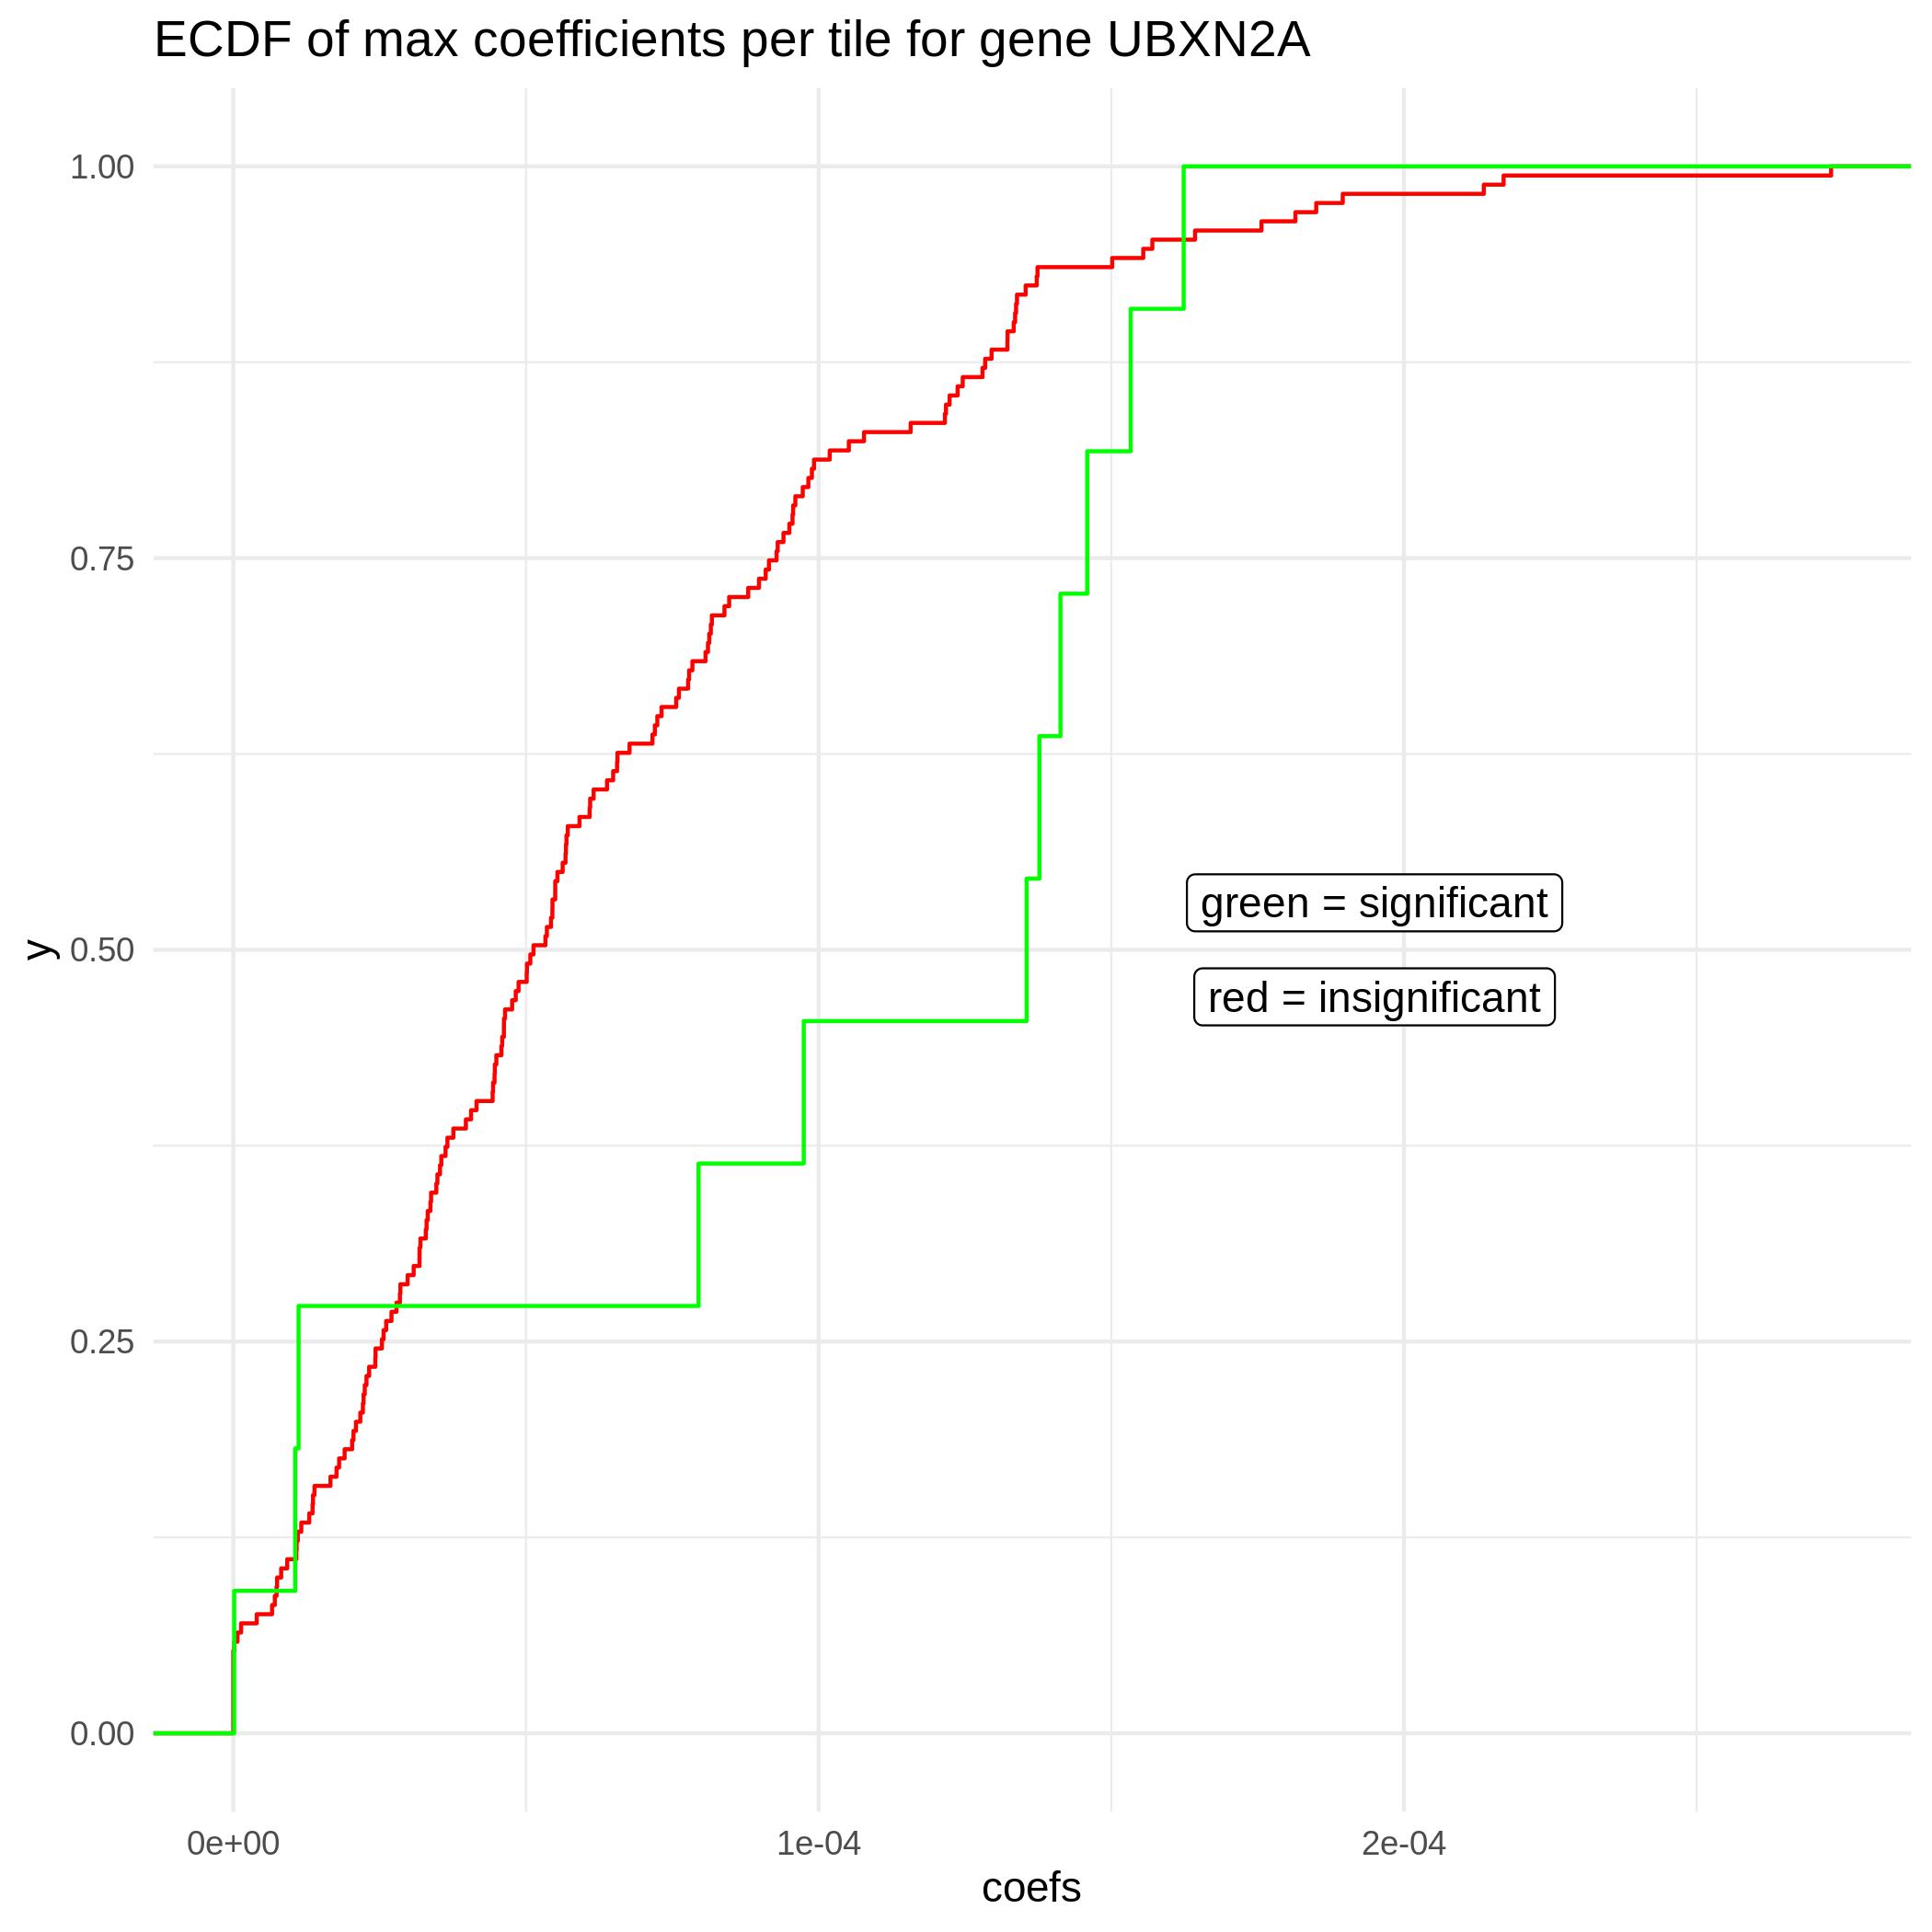 ECDF of max coefficients per tile for gene UBXN2A
1.00
0.75
0.50
0.25
0.00
y
green = significant
red = insignificant
0e+00 1e-04 2e-04
coefs